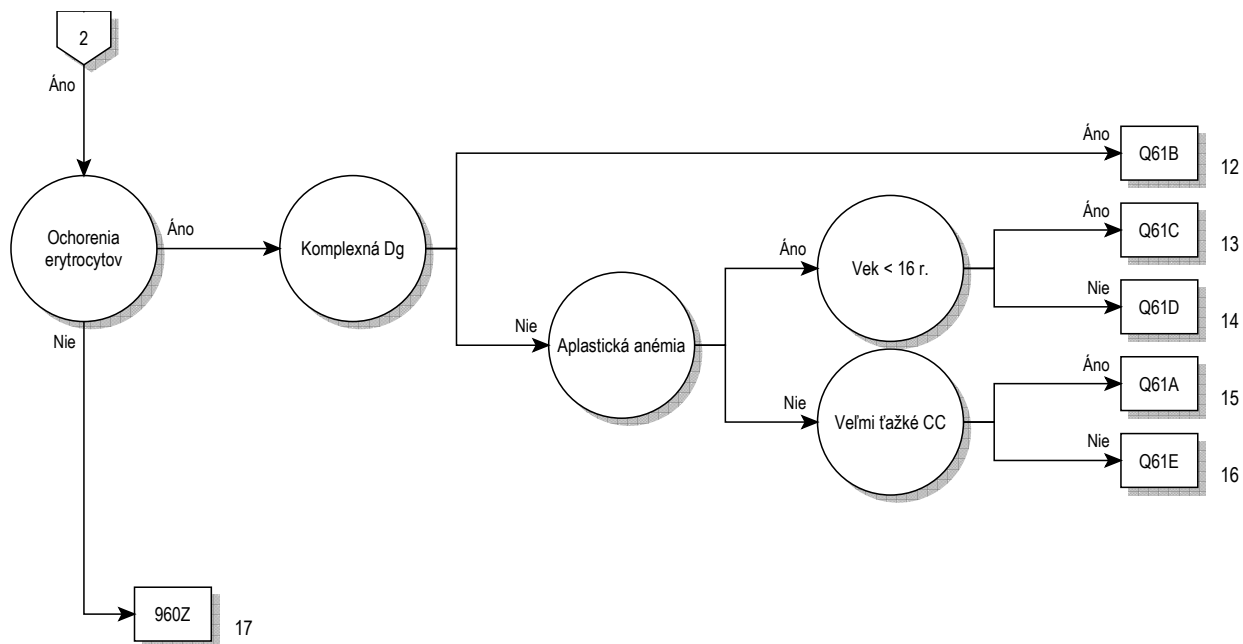 2
Áno
Ochorenia
erytrocytov
Áno
Nie
Komplexná Dg
Áno
Q61B
12
Nie
Aplastická anémia
Áno
Vek < 16 r.
Áno
Q61C
13
Nie
Q61D
14
Nie
Veľmi ťažké CC
Áno
Q61A
15
Nie
Q61E
16
960Z
17